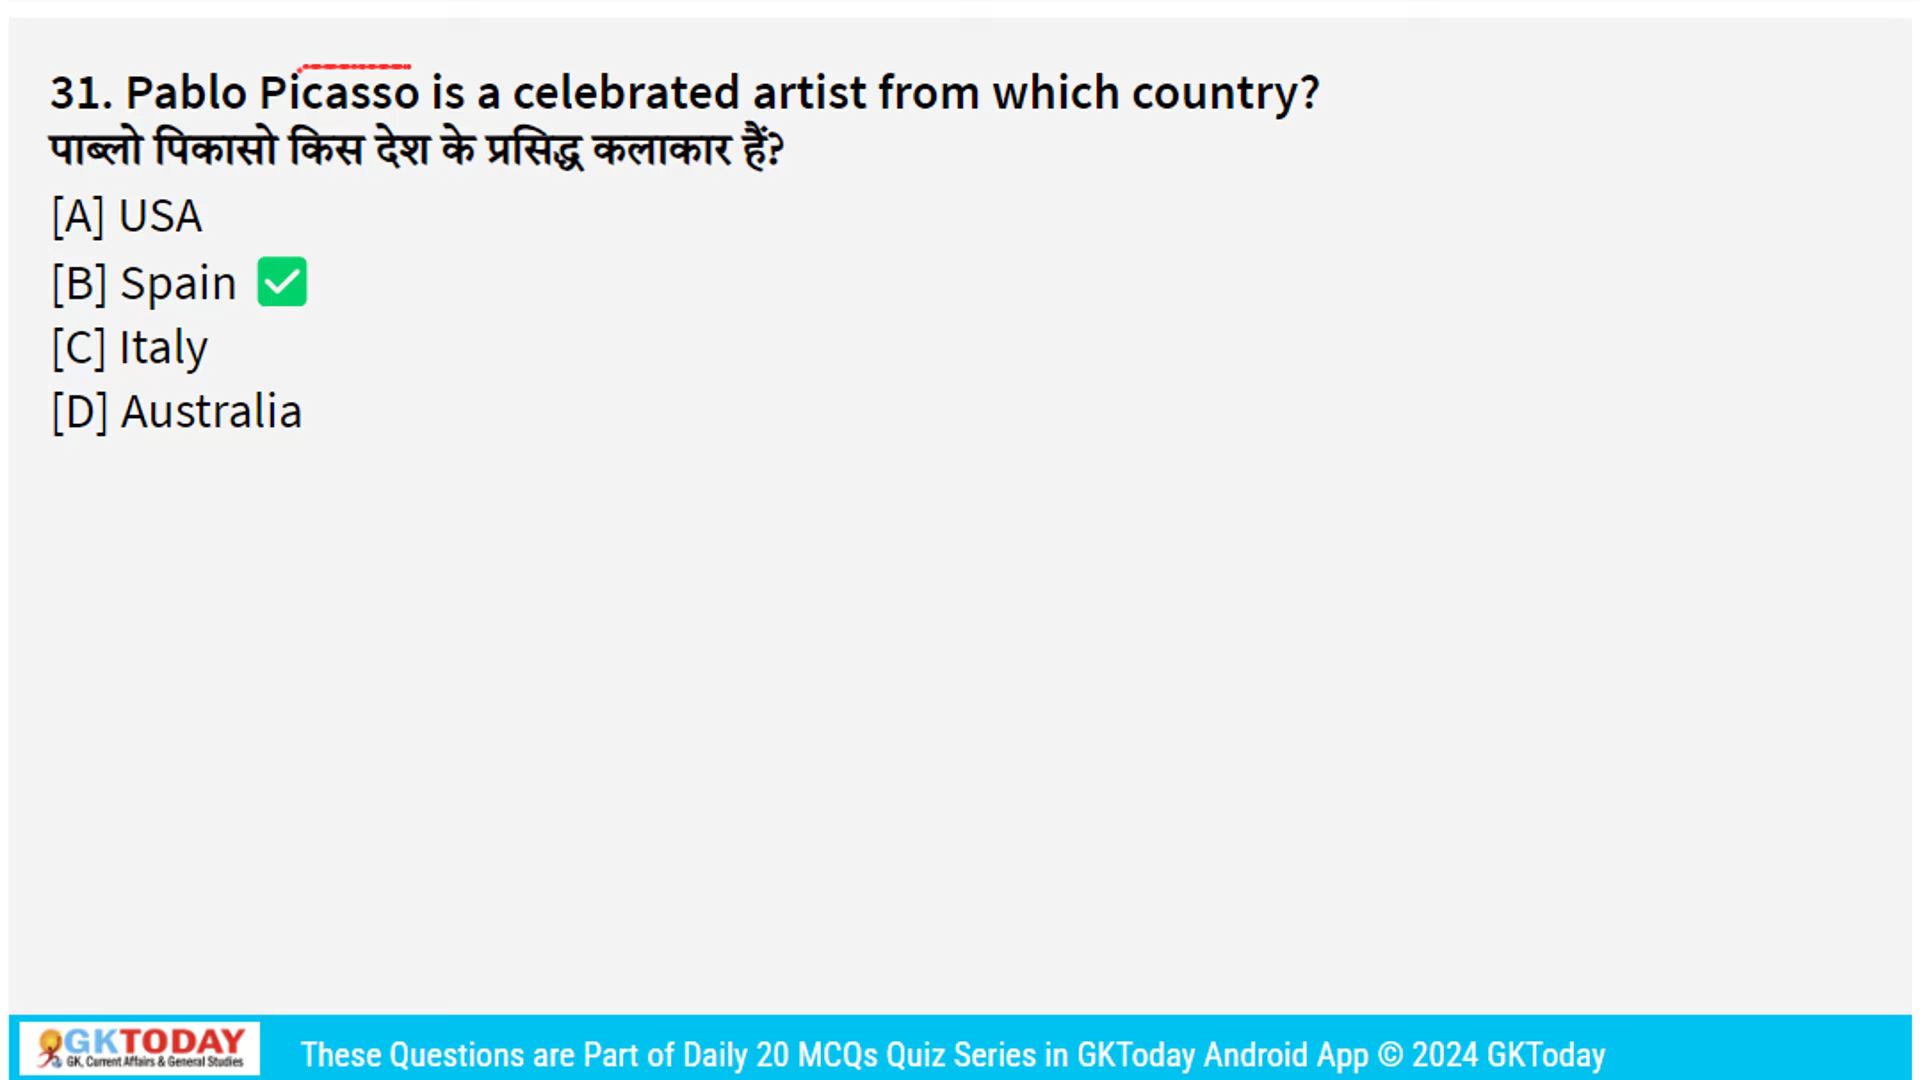 31. Pablo Picasso is a celebrated artist from which country?
पाब्लो पिकासो किस देश के प्रसिद्ध कलाकार हैं?
[A] USA
[B] Spain ✅
[C] Italy
[D] Australia
GKTODAY
GK, Current Affairs & General Studies
These Questions are Part of Daily 20 MCQs Quiz Series in GKToday Android App © 2024 GKToday